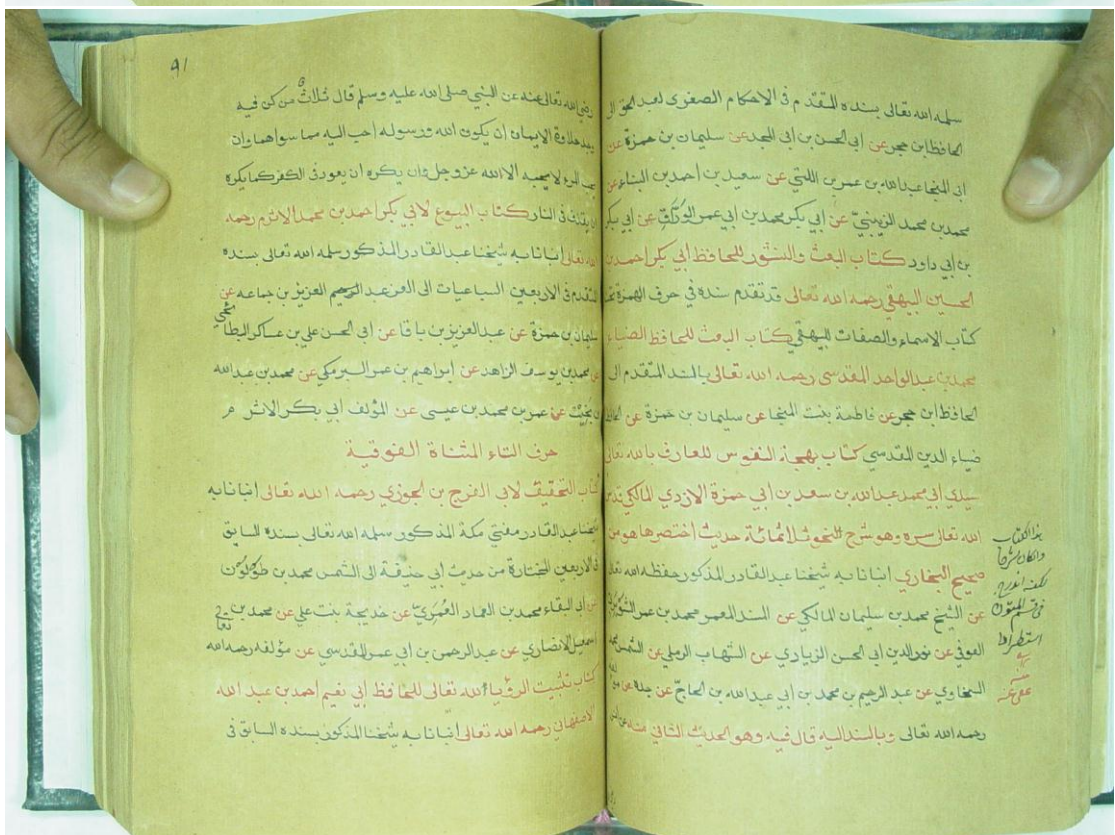 سلمه الله تعالى بسنده المتقدم في الاحكام الصغرى لعبد الحق الى
الحافظ ابن حجر عن ابي الحسن بن ابي المجد عن سليمان بن حمزة عن
ابي المنجا عبد الله بن عمر بن اللتي عن سعيد بن احمد بن البناء عن
محمد بن محمد الزينبي عن ابي بكر محمد بن ابي عمر الوراق عن ابي بكر
بن ابي داود كتاب البعث والنشور للحافظ ابي بكر احمد بن
الحسين البيهقي رحمه الله تعالى قد تقدم سنده في حرف الهمزة
كتاب الاسماء والصفات للبيهقي كتاب البعث للحافظ الضياء
محمد بن عبد الواحد المقدسي رحمه الله تعالى بالسند المتقدم الى
الحافظ ابن حجر عن فاطمة بنت المنجا عن سليمان بن حمزة عن الحافظ
ضياء الدين المقدسي كتاب بهجة النفوس للعارف بالله تعالى
سيدي ابي محمد عبد الله بن سعد بن ابي حمزة الازدي المالكي قدس
الله تعالى سره وهو شرح لنحو ثلاثمائة حديث اختصرها هو من
صحيح البخاري انبانا به شيخنا عبد القادر المذكور حفظه الله تعالى
عن الشيخ محمد بن سليمان المالكي عن السند المعمر محمد بن عمر الشوبري
العوفي عن نور الدين ابي الحسن الزيادي عن الشهاب الرملي عن الشمس محمد
السخاوي عن عبد الرحيم بن محمد بن ابي عبد الله بن الحاج عن جده عن
رحمه الله تعالى وبالسند اليه قال فيه وهو الحديث الثاني
هذا الكتاب
استطرادا
عفي عنه
٩١
رضي الله تعالى عنه عن النبي صلى الله عليه وسلم قال ثلاث من كن فيه
يجد حلاوة الايمان ان يكون الله ورسوله احب اليه مما سواهما وان
يحب المرء لا يحبه الا الله عز وجل وان يكره ان يعود في الكفر كما يكره
ان يقذف في النار كتاب البيوع لابي بكر احمد بن محمد الاثرم رحمه
الله تعالى انبانا به شيخنا عبد القادر المذكور سلمه الله تعالى بسنده
المتقدم في الاربعين السباعيات الى العز عبد الرحيم العزيز بن جماعه عن
سليمان بن حمزة عن عبد العزيز بن باقا عن ابي الحسن علي بن عساكر البطائحي
عن محمد بن يوسف الزاهد عن ابراهيم بن عمر البرمكي عن محمد بن عبد الله
بن بخيت عن عمر بن محمد بن عيسى عن المؤلف ابي بكر الاثرم
حرف التاء المثناة الفوقية
كتاب التحقيق لابي الفرج بن الجوزي رحمه الله تعالى انبانا به
شيخنا عبد القادر مفتي مكة المذكور سلمه الله تعالى بسنده السابق
في الاربعين المختارة من حديث ابي حنيفة الى الشمس محمد بن طولون
عن ابي البقاء محمد بن العماد العمري عن خديجة بنت علي عن محمد بن
اسمعيل الانصاري عن عبد الرحمن بن ابي عمر المقدسي عن مؤلفه رحمه الله تعالى
كتاب تثبيت الرؤيا لله تعالى للحافظ ابي نعيم احمد بن عبد الله
الاصفهاني رحمه الله تعالى انبانا به شيخنا المذكور بسنده السابق في